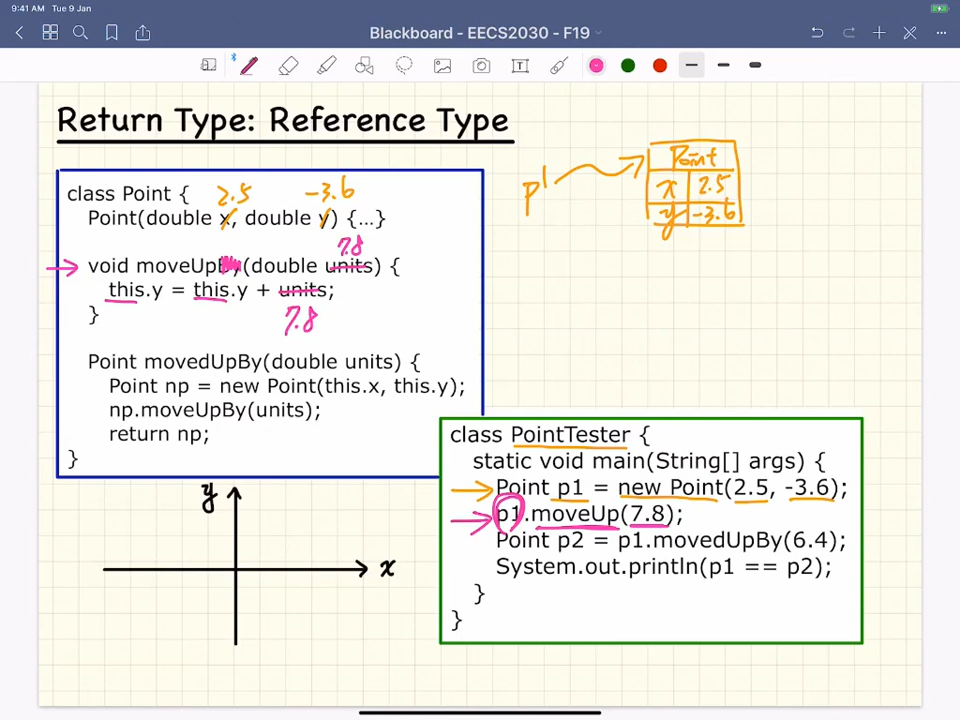 9:41 AM Tue 9 Jan
Blackboard - EECS2030 - F19
Return Type: Reference Type
class Point {
2.5 -3.6
Point(double x, double y) {...}
7.8
void moveUpBy(double units) {
this.y = this.y + units;
7.8
}
Point movedUpBy(double units) {
Point np = new Point(this.x, this.y);
np.moveUpBy(units);
return np;
}
p1
Point
x 2.5
y -3.6
y
x
class PointTester {
static void main(String[] args) {
Point p1 = new Point(2.5, -3.6);
p1.moveUp(7.8);
Point p2 = p1.movedUpBy(6.4);
System.out.println(p1 == p2);
}
}